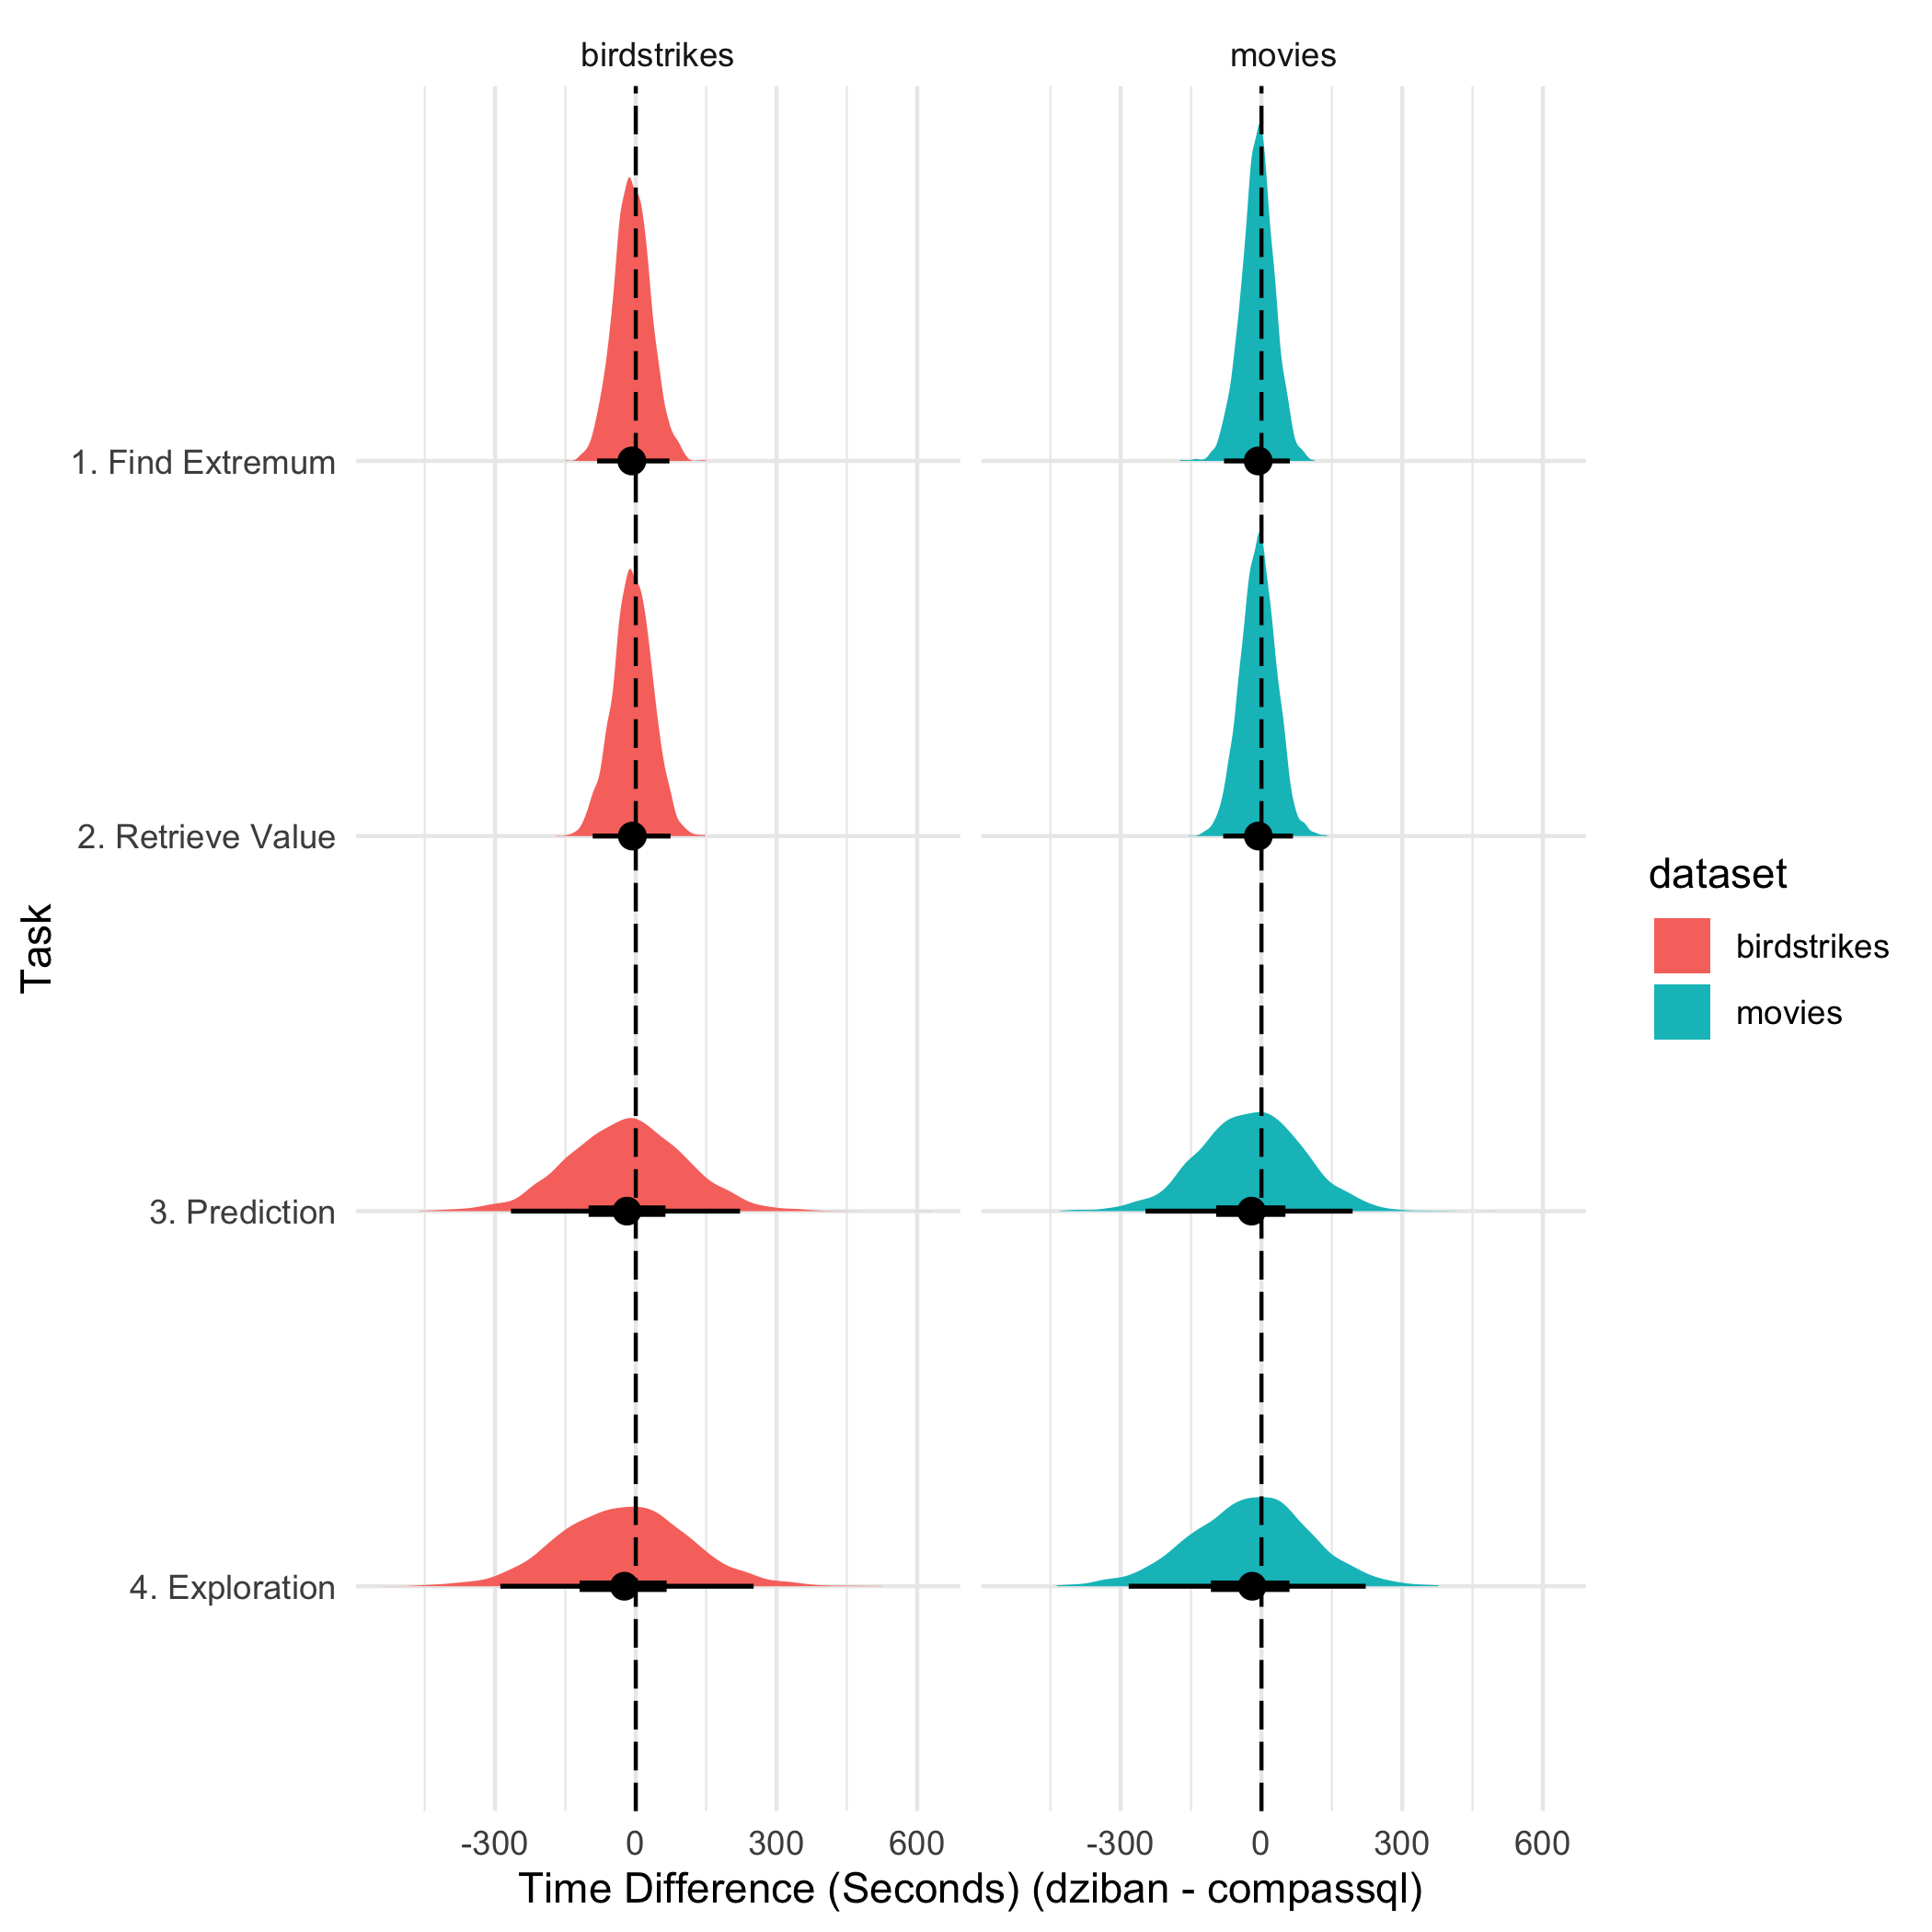 birdstrikes
movies
1. Find Extremum
2. Retrieve Value
3. Prediction
4. Exploration
Task
-300 0 300 600
-300 0 300 600
Time Difference (Seconds) (dziban - compassql)
dataset
birdstrikes
movies